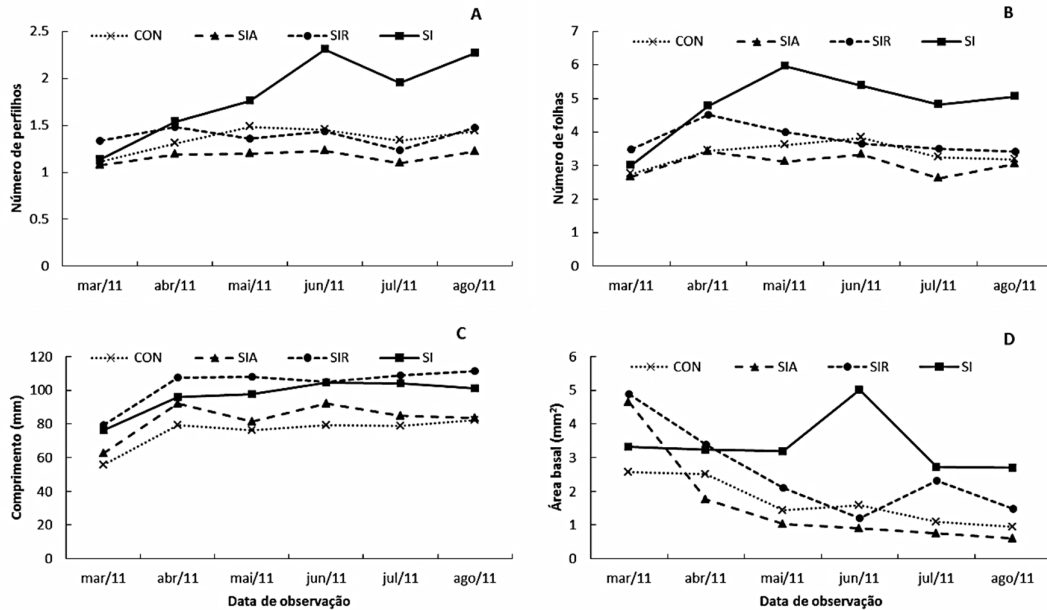 A
CON SIA SIR SI
Número de perfilhos
2.5
2
1.5
1
0.5
0
mar/11 abr/11 mai/11 jun/11 jul/11 ago/11
B
CON SIA SIR SI
Número de folhas
7
6
5
4
3
2
1
0
mar/11 abr/11 mai/11 jun/11 jul/11 ago/11
C
CON SIA SIR SI
Comprimento (mm)
120
100
80
60
40
20
0
mar/11 abr/11 mai/11 jun/11 jul/11 ago/11
Data de observação
D
CON SIA SIR SI
Área basal (mm²)
6
5
4
3
2
1
0
mar/11 abr/11 mai/11 jun/11 jul/11 ago/11
Data de observação